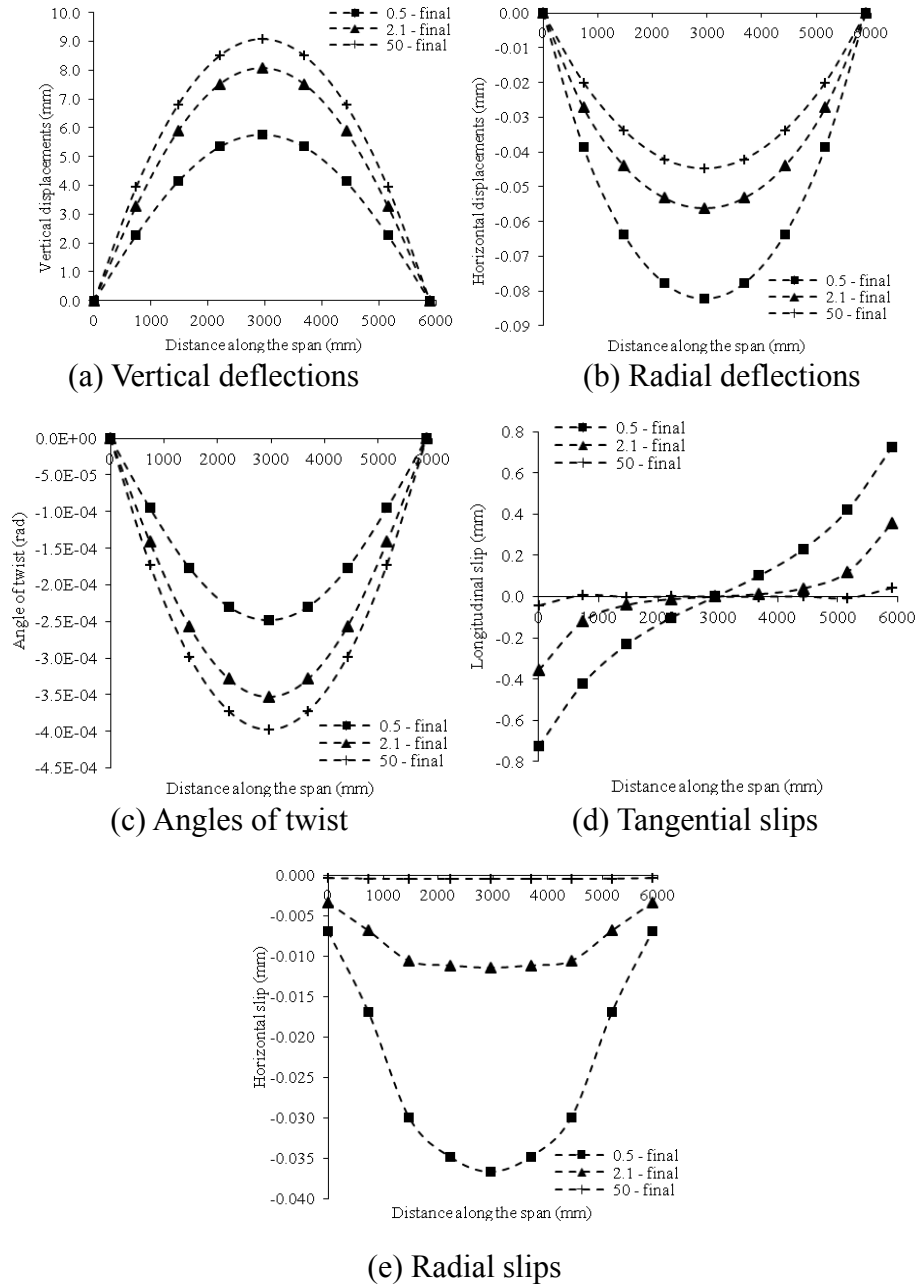 0.5 - final
2.1 - final
50 - final
Vertical displacements (mm)
10.0
9.0
8.0
7.0
6.0
5.0
4.0
3.0
2.0
1.0
0.0
0 1000 2000 3000 4000 5000 6000
Distance along the span (mm)
(a) Vertical deflections
Horizontal displacements (mm)
0.00
-0.01
-0.02
-0.03
-0.04
-0.05
-0.06
-0.07
-0.08
-0.09
0 1000 2000 3000 4000 5000 6000
0.5 - final
2.1 - final
50 - final
Distance along the span (mm)
(b) Radial deflections
Angle of twist (rad)
0.0E+00
-5.0E-05
-1.0E-04
-1.5E-04
-2.0E-04
-2.5E-04
-3.0E-04
-3.5E-04
-4.0E-04
-4.5E-04
0 1000 2000 3000 4000 5000 6000
0.5 - final
2.1 - final
50 - final
Distance along the span (mm)
(c) Angles of twist
0.5 - final
2.1 - final
50 - final
Longitudinal slip (mm)
0.8
0.6
0.4
0.2
0.0
-0.2
-0.4
-0.6
-0.8
0 1000 2000 3000 4000 5000 6000
Distance along the span (mm)
(d) Tangential slips
Horizontal slip (mm)
0.000
-0.005
-0.010
-0.015
-0.020
-0.025
-0.030
-0.035
-0.040
0 1000 2000 3000 4000 5000 6000
0.5 - final
2.1 - final
50 - final
Distance along the span (mm)
(e) Radial slips